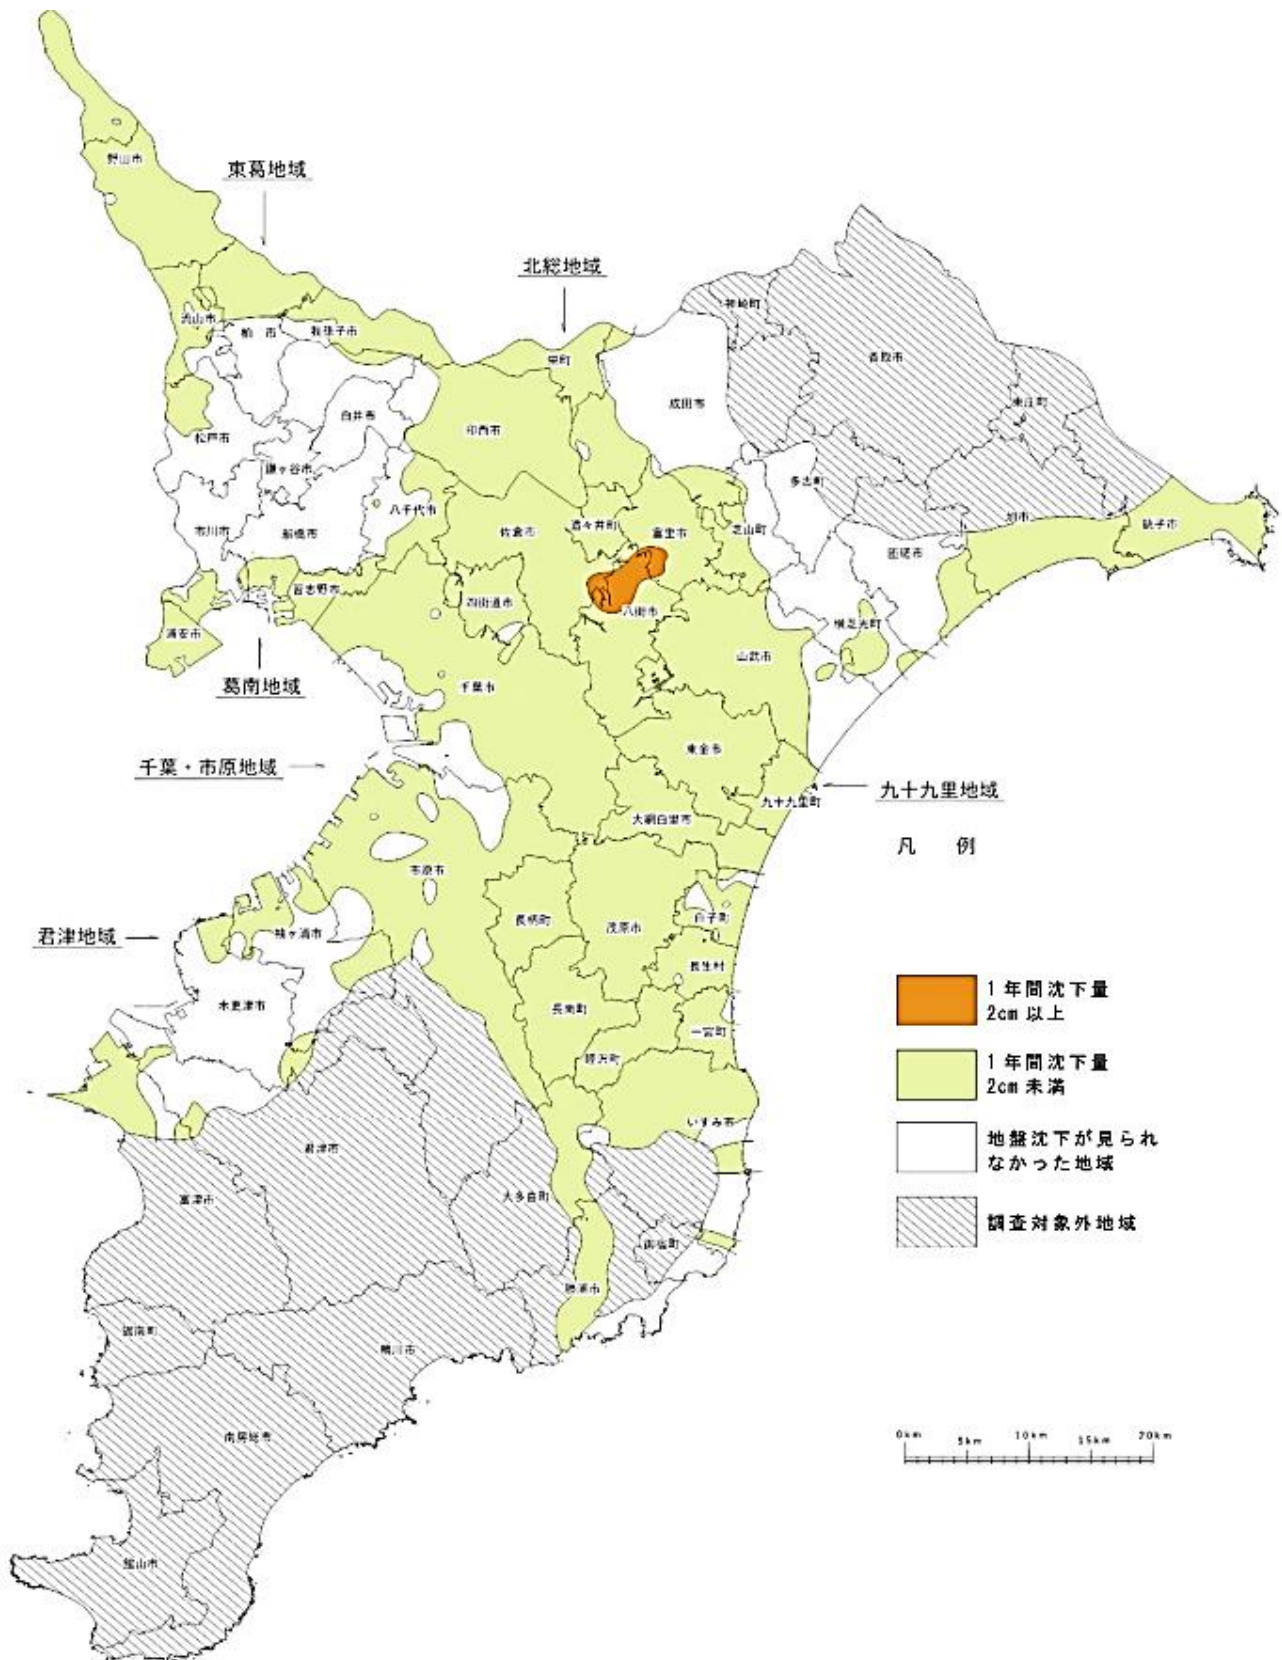 野田市
東葛地域
北総地域
神崎町
流山市
柏市
我孫子市
栄町
香取市
成田市
東庄町
白井市
印西市
松戸市
鎌ヶ谷市
多古町
八千代市
市川市
船橋市
佐倉市
酒々井町
富里市
芝山町
旭市
銚子市
匝瑳市
習志野市
四街道市
八街市
横芝光町
浦安市
山武市
葛南地域
千葉市
東金市
千葉・市原地域
九十九里町
九十九里地域
大網白里市
凡 例
市原市
長柄町
茂原市
白子町
君津地域
袖ヶ浦市
長生村
木更津市
長南町
一宮町
睦沢町
1年間沈下量
2cm以上
1年間沈下量
2cm未満
いすみ市
地盤沈下が見られ
なかった地域
君津市
富津市
大多喜町
調査対象外地域
御宿町
勝浦市
鋸南町
鴨川市
南房総市
0km
5km
10km
15km
20km
館山市